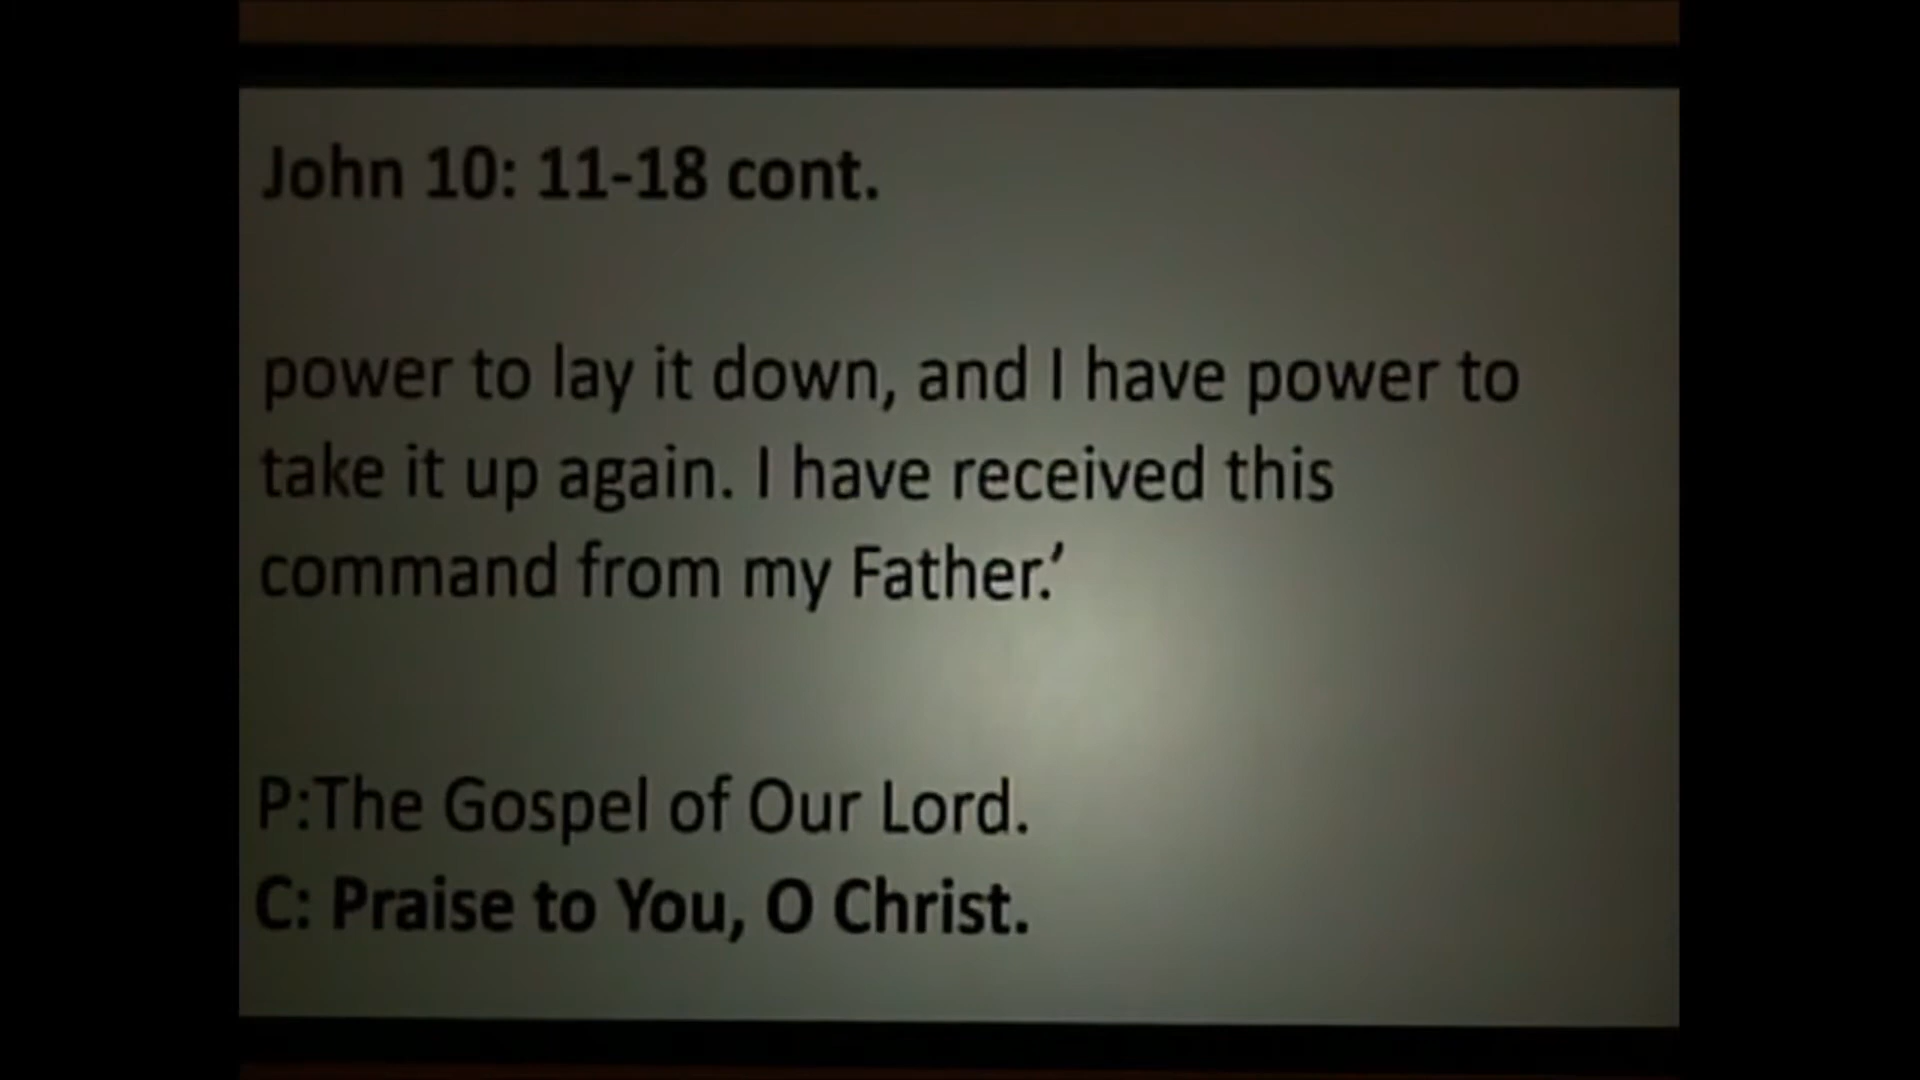 John 10: 11-18 cont.
power to lay it down, and I have power to
take it up again. I have received this
command from my Father.’
P:The Gospel of Our Lord.
C: Praise to You, O Christ.